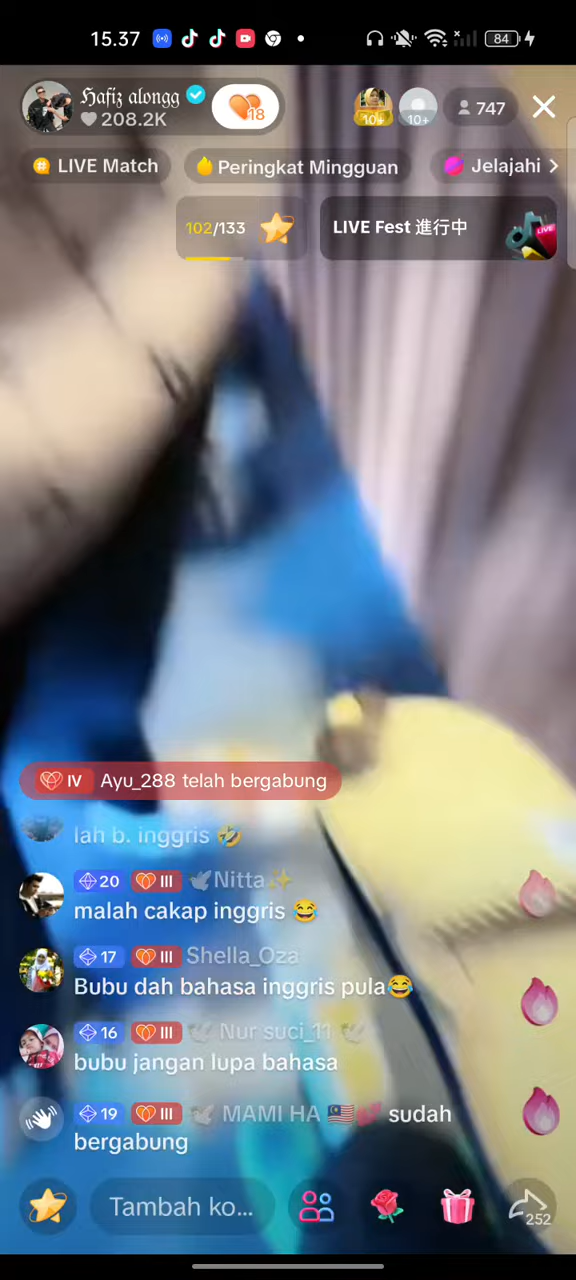 15.37
84
ℌ𝔞𝔣𝔦𝔷 𝔞𝔩𝔬𝔫𝔤𝔤
208.2K
18
10+
10+
747
LIVE Match
Peringkat Mingguan
Jelajahi
102/133
LIVE Fest 進行中
LIVE
IV Ayu_288 telah bergabung
lah b. inggris 🤣
20 III 🕊Nitta✨
malah cakap inggris 😂
17 III Shella_Oza
Bubu dah bahasa inggris pula😂
16 III 🕊 Nur suci_11 🕊
bubu jangan lupa bahasa
19 III 🕊 MAMI HA 🇲🇾💕 sudah
bergabung
Tambah ko...
252